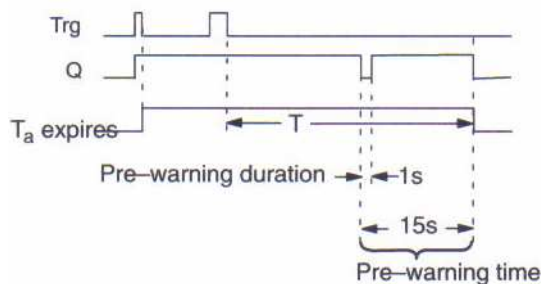 Trg
Q
Ta expires
T
Pre–warning duration
1s
15s
Pre–warning time